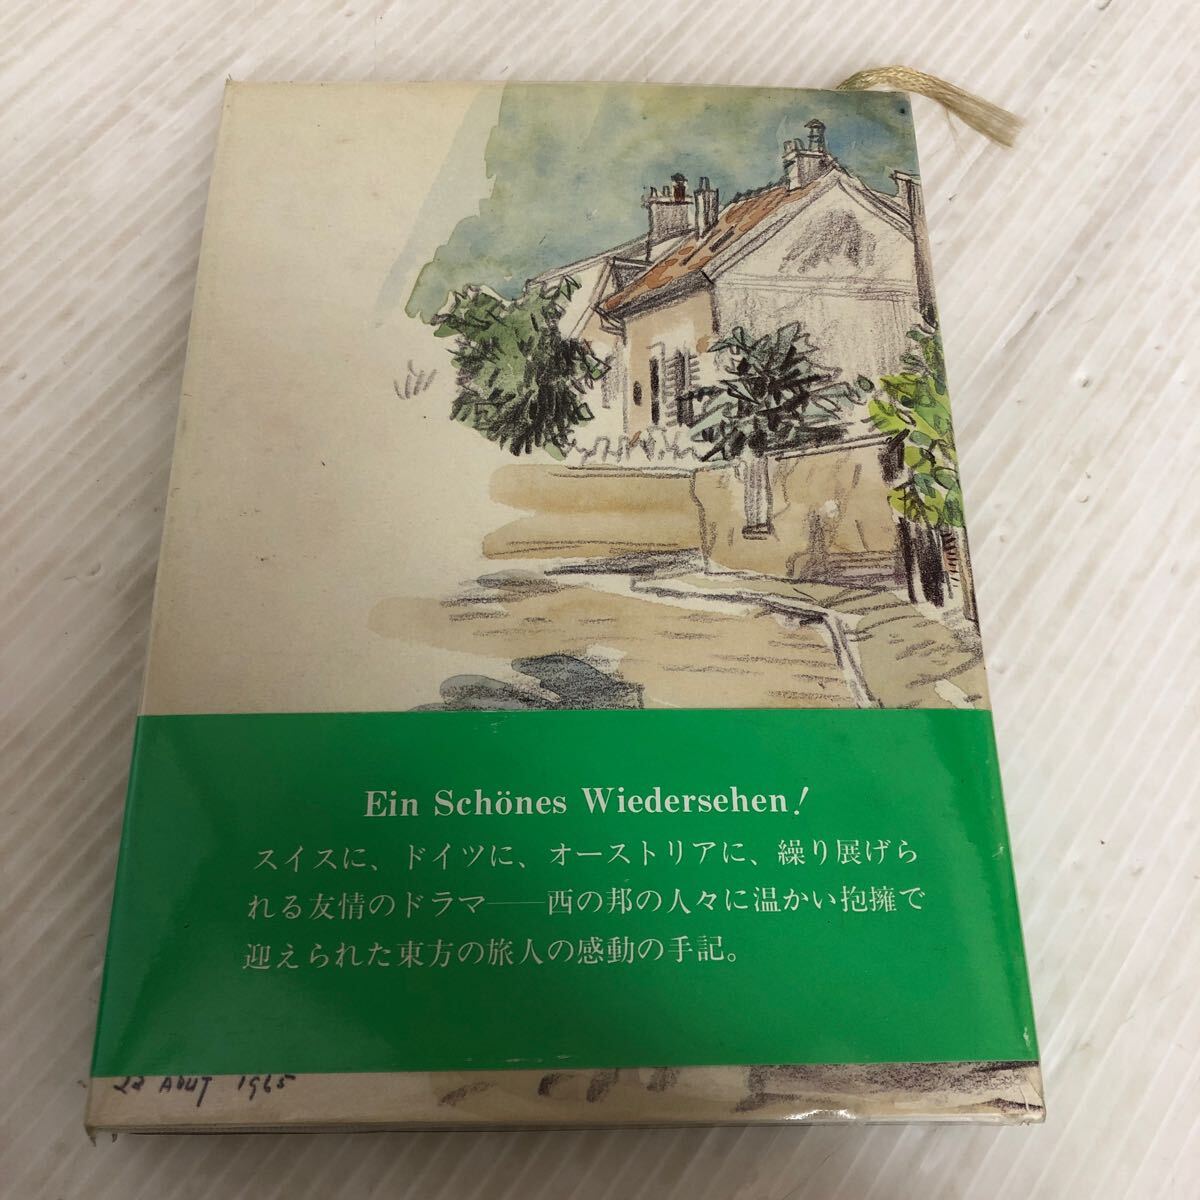 Ein Schönes Wiedersehen!
スイスに、ドイツに、オーストリアに、繰り展げら
れる友情のドラマ──西の邦の人々に温かい抱擁で
迎えられた東方の旅人の感動の手記。
23 AOUT 1965